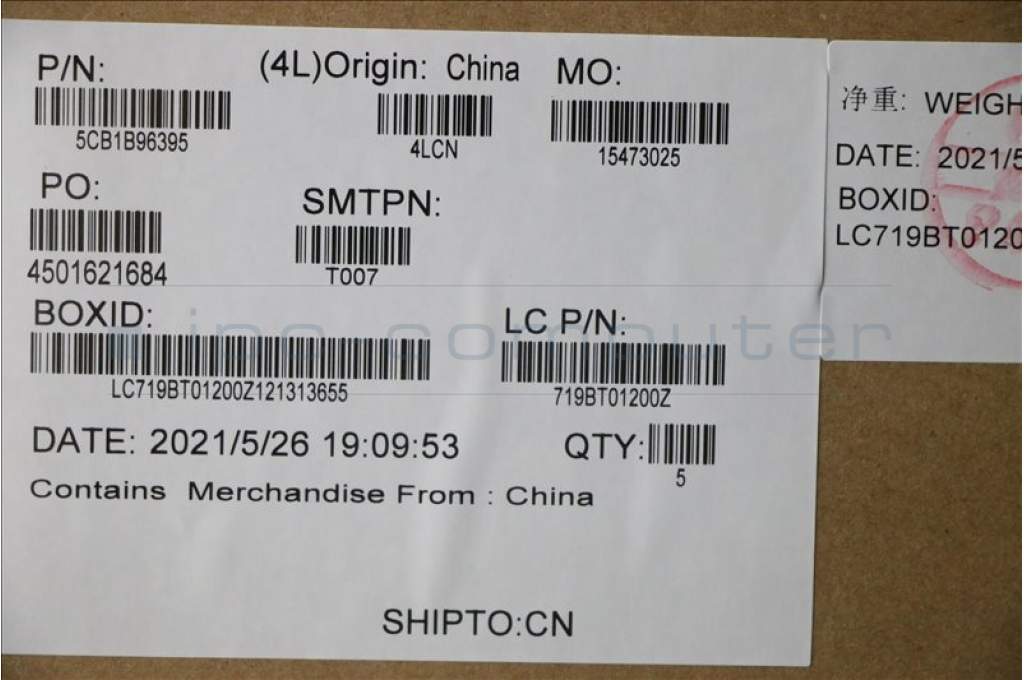 P/N: (4L)Origin: China MO:
5CB1B96395 4LCN 15473025
PO: SMTPN:
4501621684 T007
BOXID: LC P/N:
LC719BT01200Z121313655 719BT01200Z
DATE: 2021/5/26 19:09:53 QTY:
5
Contains Merchandise From : China
SHIPTO:CN
净重: WEIGH
DATE: 2021/5
BOXID:
LC719BT0120
ipc-computer